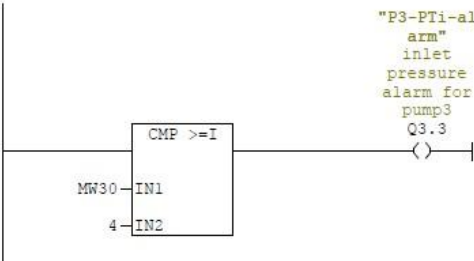 "P3-PTi-al
arm"
inlet
pressure
alarm for
pump3
Q3.3
CMP >=I
MW30 IN1
4 IN2